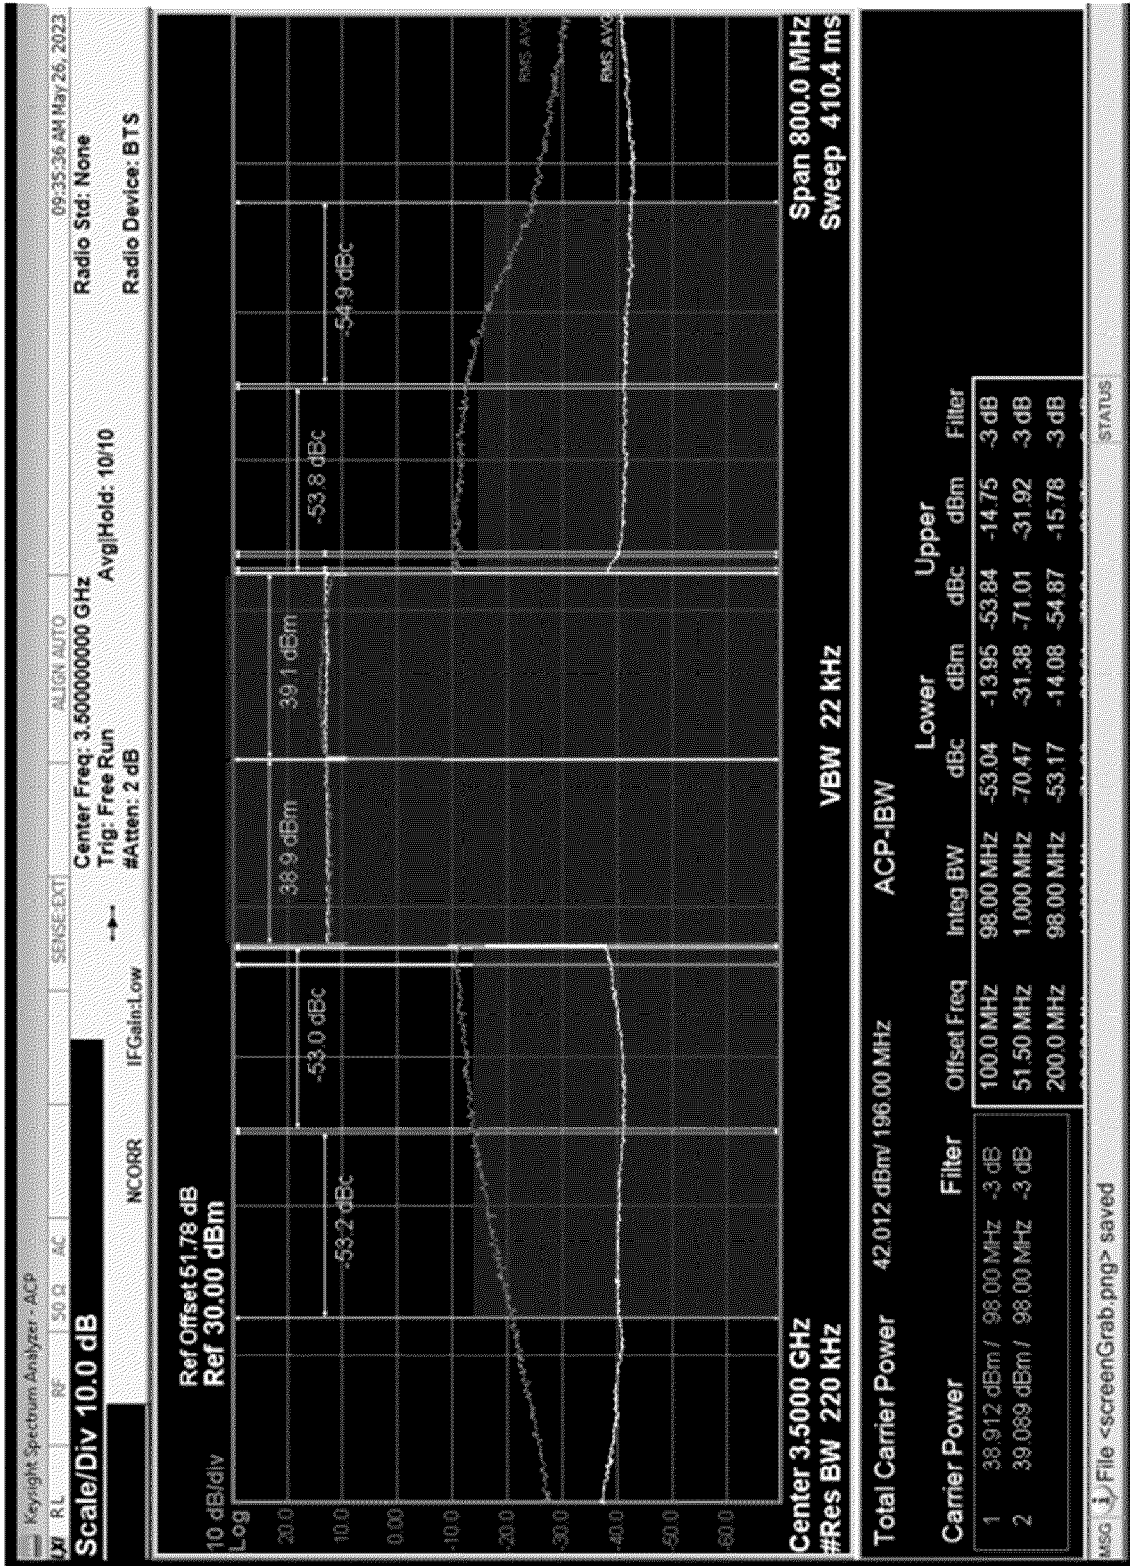 Keysight Spectrum Analyzer - ACP
LXI RL RF 50 Ω AC SENSE:EXT ALIGN AUTO 09:35:36 AM May 26, 2023
Scale/Div 10.0 dB
Center Freq: 3.500000000 GHz
Radio Std: None
Trig: Free Run
Avg|Hold: 10/10
NCORR
IFGain:Low
#Atten: 2 dB
Radio Device: BTS
Ref Offset 51.78 dB
10 dB/div
Ref 30.00 dBm
Log
20.0
10.0
0.00
-10.0
-20.0
-30.0
-40.0
-50.0
-60.0
-53.2 dBc
-53.0 dBc
38.9 dBm
39.1 dBm
-53.8 dBc
-54.9 dBc
RMS AVG
RMS AVG
Center 3.5000 GHz
Span 800.0 MHz
#Res BW 220 kHz
VBW 22 kHz
Sweep 410.4 ms
Total Carrier Power 42.012 dBm/ 196.00 MHz
ACP-IBW
Lower Upper
Carrier Power Filter Offset Freq Integ BW dBc dBm dBc dBm Filter
1 38.912 dBm / 98.00 MHz -3 dB
2 39.089 dBm / 98.00 MHz -3 dB
100.0 MHz 98.00 MHz -53.04 -13.95 -53.84 -14.75 -3 dB
51.50 MHz 1.000 MHz -70.47 -31.38 -71.01 -31.92 -3 dB
200.0 MHz 98.00 MHz -53.17 -14.08 -54.87 -15.78 -3 dB
MSG File <screenGrab.png> saved
STATUS